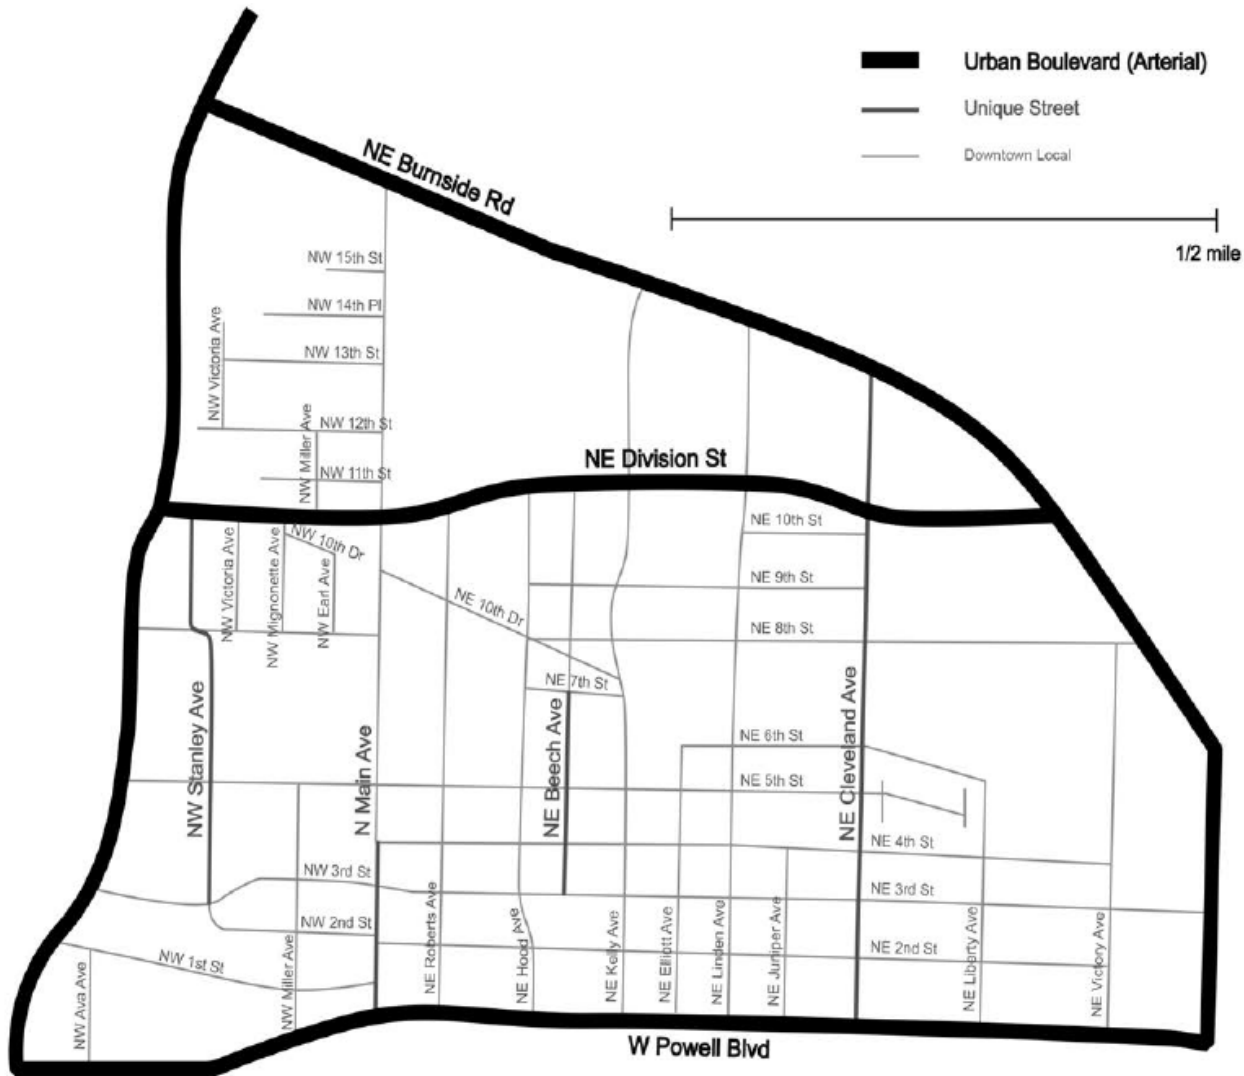 Urban Boulevard (Arterial)
Unique Street
Downtown Local
1/2 mile
NE Burnside Rd
NW 15th St
NW 14th Pl
NW Victoria Ave
NW 13th St
NW 12th St
NW Miller Ave
NW 11th St
NE Division St
NE 10th St
NW 10th Dr
NW Victoria Ave
NW Mignonette Ave
NW Earl Ave
NE 9th St
NE 10th Dr
NE 8th St
NE 7th St
NW Stanley Ave
N Main Ave
NE Beech Ave
NE Cleveland Ave
NE 6th St
NE 5th St
NE 4th St
NW 3rd St
NE 3rd St
NW 2nd St
NE 2nd St
NW 1st St
NW Ava Ave
NW Miller Ave
NE Roberts Ave
NE Hood Ave
NE Kelly Ave
NE Elliott Ave
NE Linden Ave
NE Juniper Ave
NE Liberty Ave
NE Victory Ave
W Powell Blvd